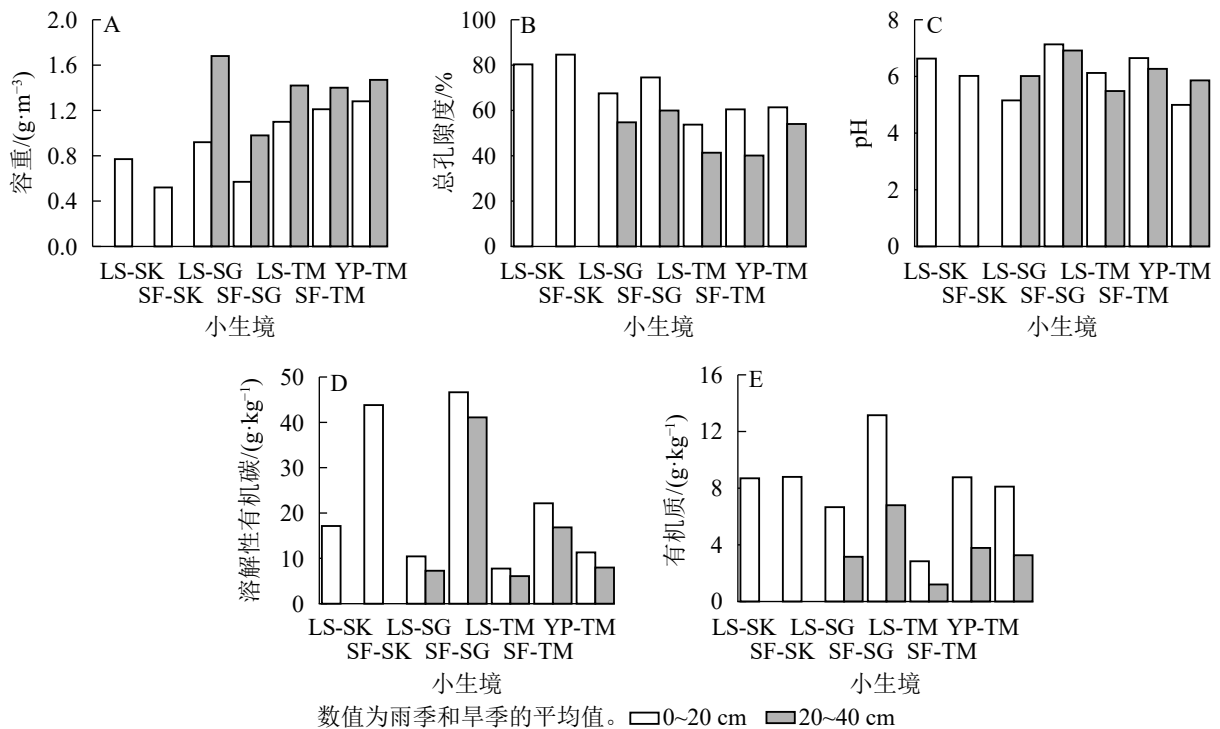 A
容重/(g·m⁻³)
2.0
1.6
1.2
0.8
0.4
0.0
LS-SK LS-SG LS-TM YP-TM
SF-SK SF-SG SF-TM
小生境
B
总孔隙度/%
100
80
60
40
20
0
LS-SK LS-SG LS-TM YP-TM
SF-SK SF-SG SF-TM
小生境
C
pH
8
6
4
2
0
LS-SK LS-SG LS-TM YP-TM
SF-SK SF-SG SF-TM
小生境
D
溶解性有机碳/(g·kg⁻¹)
50
40
30
20
10
0
LS-SK LS-SG LS-TM YP-TM
SF-SK SF-SG SF-TM
小生境
E
有机质/(g·kg⁻¹)
16
12
8
4
0
LS-SK LS-SG LS-TM YP-TM
SF-SK SF-SG SF-TM
小生境
数值为雨季和旱季的平均值。 0~20 cm 20~40 cm